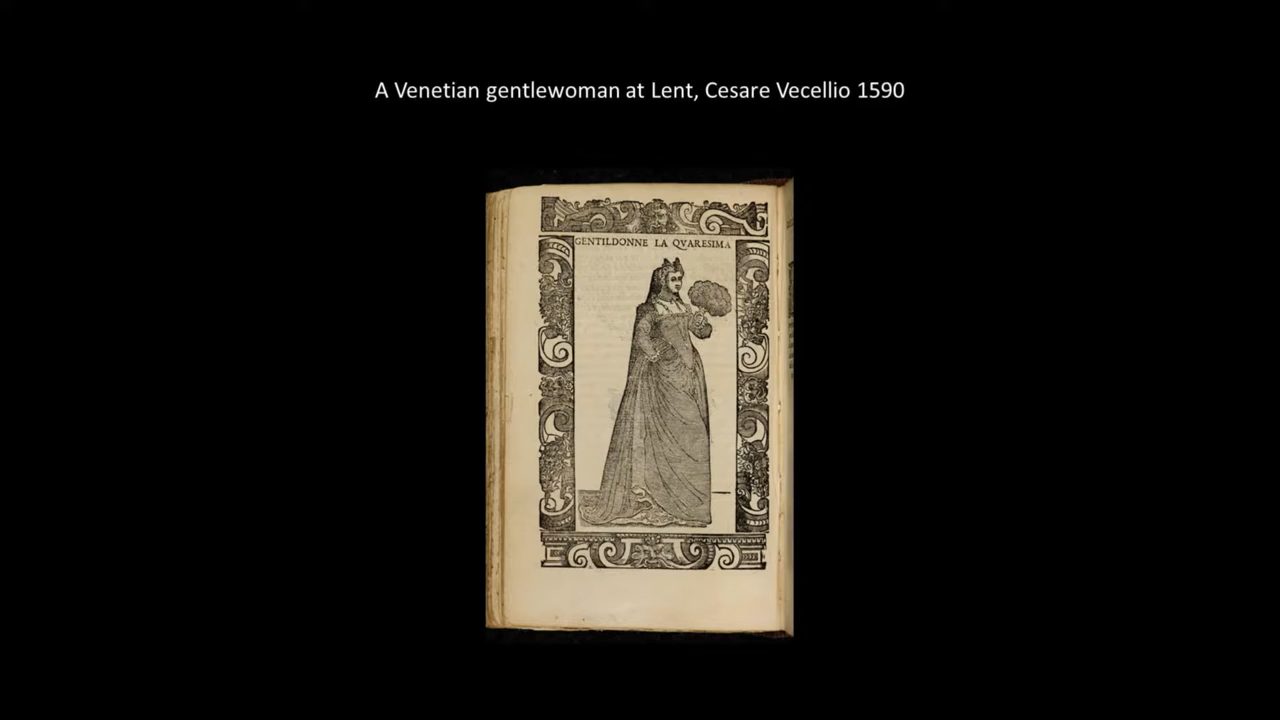 A Venetian gentlewoman at Lent, Cesare Vecellio 1590
GENTILDONNE LA QVARESIMA